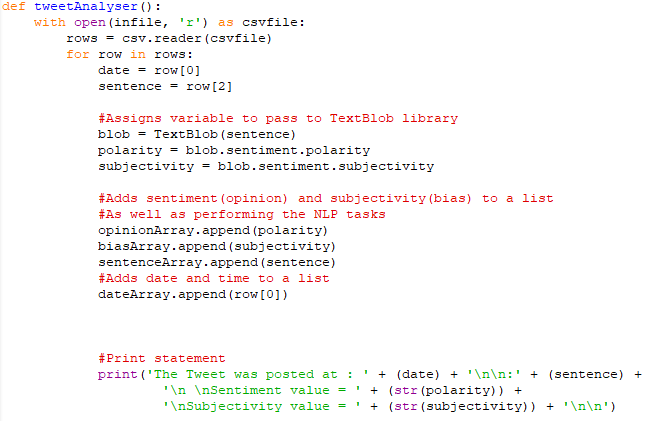 def tweetAnalyser():
    with open(infile, 'r') as csvfile:
        rows = csv.reader(csvfile)
        for row in rows:
            date = row[0]
            sentence = row[2]

            #Assigns variable to pass to TextBlob library
            blob = TextBlob(sentence)
            polarity = blob.sentiment.polarity
            subjectivity = blob.sentiment.subjectivity

            #Adds sentiment(opinion) and subjectivity(bias) to a list
            #As well as performing the NLP tasks
            opinionArray.append(polarity)
            biasArray.append(subjectivity)
            sentenceArray.append(sentence)
            #Adds date and time to a list
            dateArray.append(row[0])

            #Print statement
            print('The Tweet was posted at : ' + (date) + '\n\n:' + (sentence) +
                    '\n \nSentiment value = ' + (str(polarity)) +
                    '\nSubjectivity value = ' + (str(subjectivity)) + '\n\n')